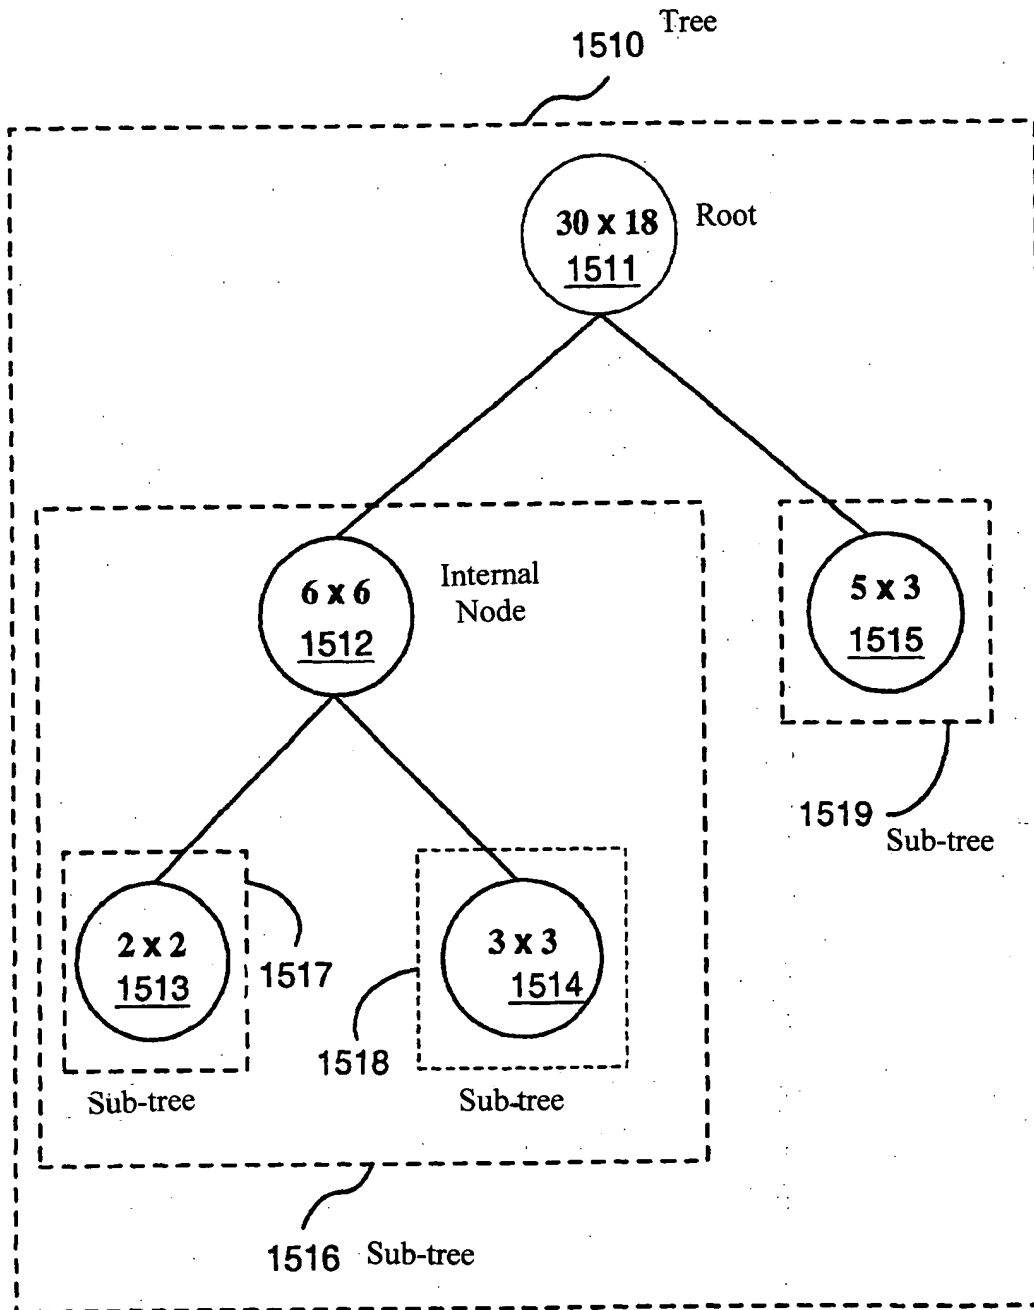 Tree
1510
30 x 18
1511
Root
6 x 6
1512
Internal
Node
5 x 3
1515
1519
Sub-tree
2 x 2
1513
1517
3 x 3
1514
1518
Sub-tree
Sub-tree
1516 Sub-tree